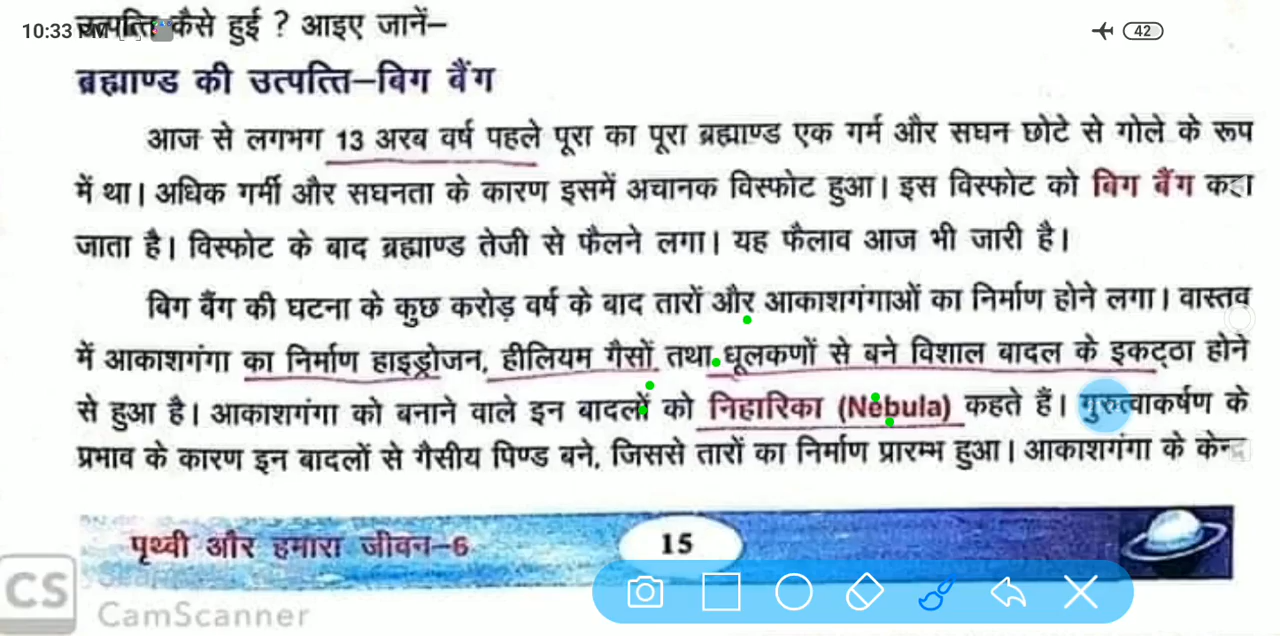 उत्पत्ति कैसे हुई ? आइए जानें–
10:33 PM
42
ब्रह्माण्ड की उत्पत्ति–बिग बैंग
आज से लगभग 13 अरब वर्ष पहले पूरा का पूरा ब्रह्माण्ड एक गर्म और सघन छोटे से गोले के रूप
में था। अधिक गर्मी और सघनता के कारण इसमें अचानक विस्फोट हुआ। इस विस्फोट को बिग बैंग कहा
जाता है। विस्फोट के बाद ब्रह्माण्ड तेजी से फैलने लगा। यह फैलाव आज भी जारी है।
बिग बैंग की घटना के कुछ करोड़ वर्ष के बाद तारों और आकाशगंगाओं का निर्माण होने लगा। वास्तव
में आकाशगंगा का निर्माण हाइड्रोजन, हीलियम गैसों तथा धूलकणों से बने विशाल बादल के इकट्ठा होने
से हुआ है। आकाशगंगा को बनाने वाले इन बादलों को निहारिका (Nebula) कहते हैं। गुरुत्वाकर्षण के
प्रभाव के कारण इन बादलों से गैसीय पिण्ड बने, जिससे तारों का निर्माण प्रारम्भ हुआ। आकाशगंगा के केन्द्र
पृथ्वी और हमारा जीवन–6
15
CS
CamScanner